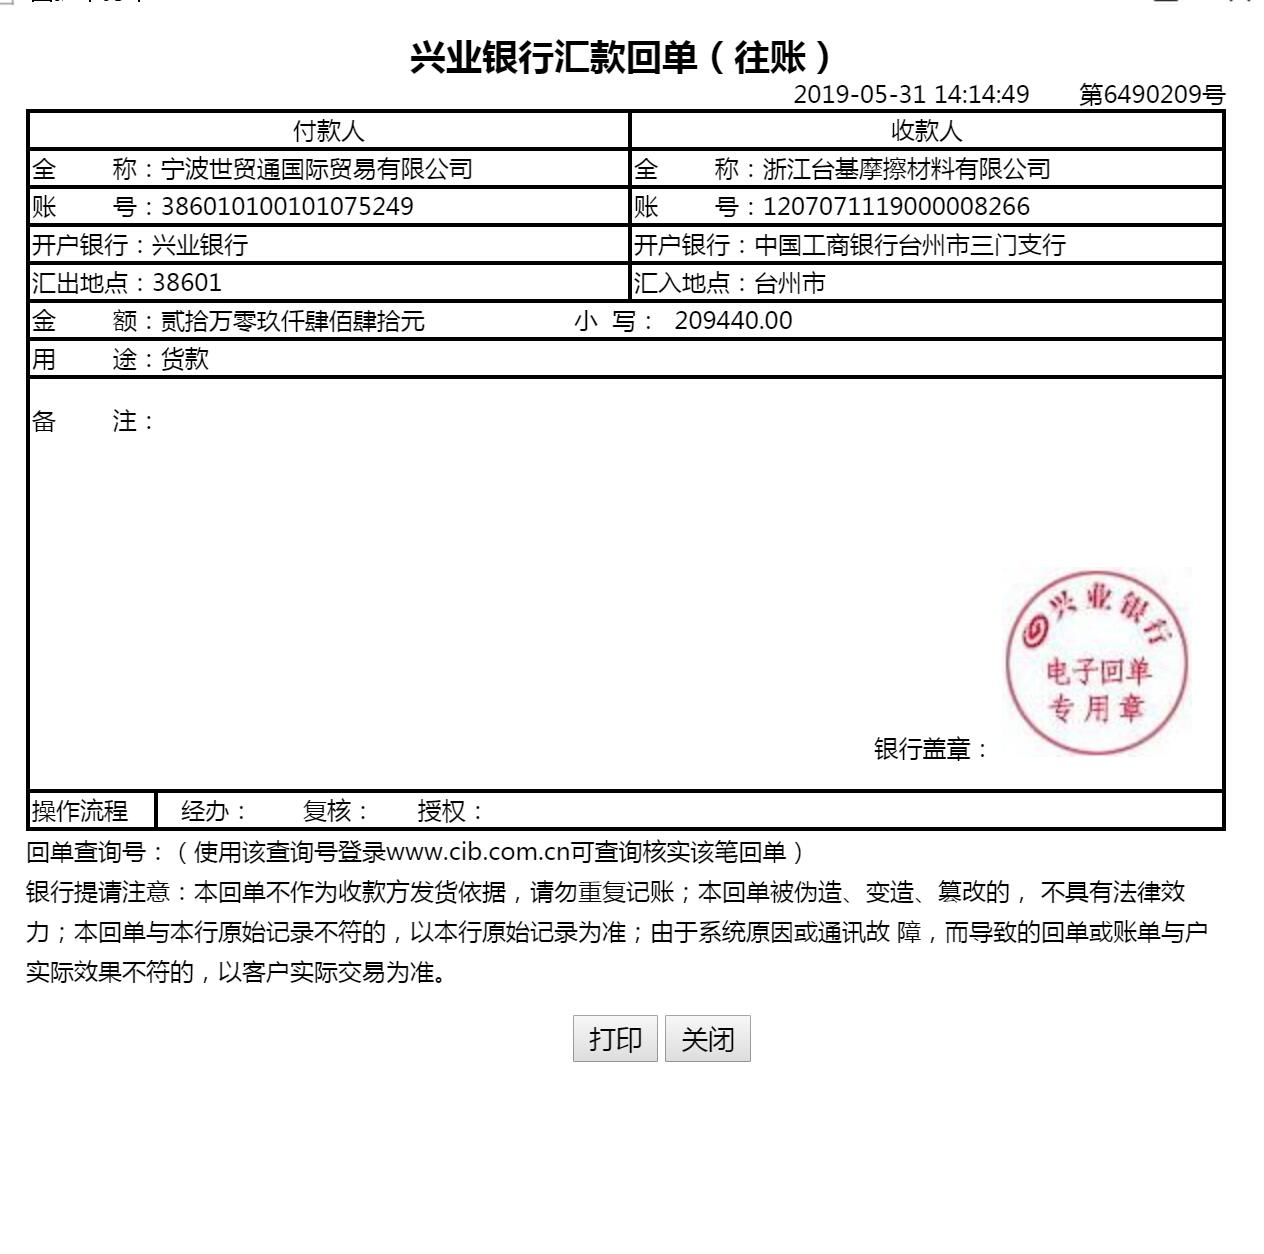 兴业银行汇款回单（往账）
2019-05-31 14:14:49 第6490209号
付款人 收款人
全 称：宁波世贸通国际贸易有限公司 全 称：浙江台基摩擦材料有限公司
账 号：386010100101075249 账 号：1207071119000008266
开户银行：兴业银行 开户银行：中国工商银行台州市三门支行
汇出地点：38601 汇入地点：台州市
金 额：贰拾万零玖仟肆佰肆拾元 小 写： 209440.00
用 途：货款
备 注：
兴业银行
电子回单
专用章
银行盖章：
操作流程 经办： 复核： 授权：
回单查询号：（使用该查询号登录www.cib.com.cn可查询核实该笔回单）
银行提请注意：本回单不作为收款方发货依据，请勿重复记账；本回单被伪造、变造、篡改的， 不具有法律效
力；本回单与本行原始记录不符的，以本行原始记录为准；由于系统原因或通讯故 障，而导致的回单或账单与户
实际效果不符的，以客户实际交易为准。
打印 关闭